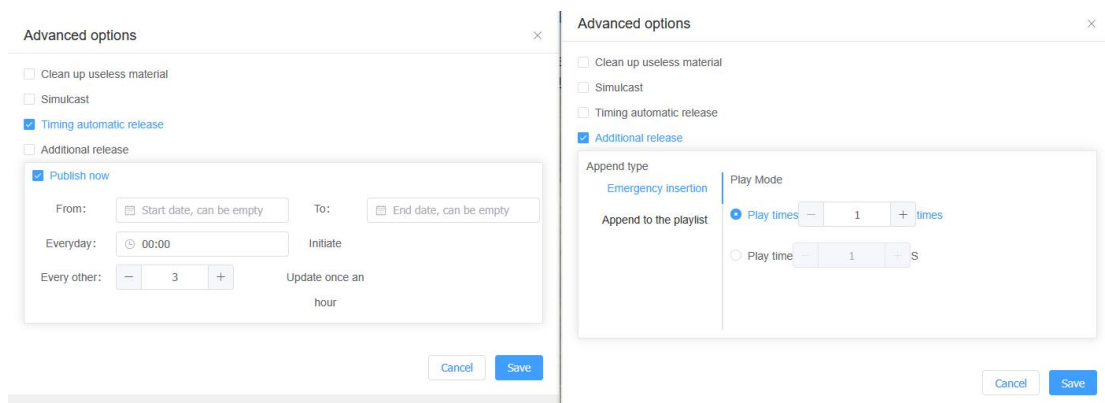 Advanced options
Clean up useless material
Simulcast
Timing automatic release
Additional release
Publish now
From: Start date, can be empty To: End date, can be empty
Everyday: 00:00 Initiate
Every other: − 3 + Update once an
hour
Cancel Save
Advanced options
Clean up useless material
Simulcast
Timing automatic release
Additional release
Append type
Emergency insertion
Append to the playlist
Play Mode
Play times − 1 + times
Play time − 1 + S
Cancel Save